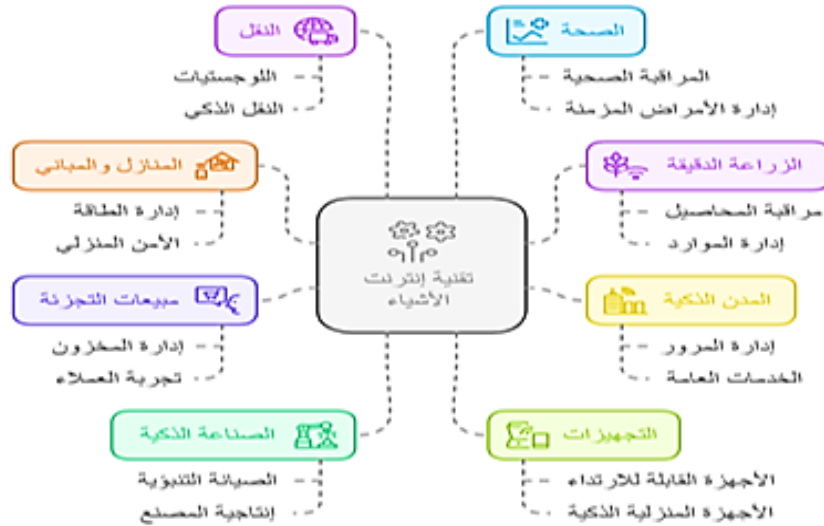 الصحة
المراقبة الصحية
إدارة الأمراض المزمنة
النقل
اللوجستيات
النقل الذكي
الزراعة الدقيقة
مراقبة المحاصيل
إدارة الموارد
المنازل والمباني
إدارة الطاقة
الأمن المنزلي
تقنية إنترنت
الأشياء
المدن الذكية
إدارة المرور
الخدمات العامة
مبيعات التجزئة
إدارة المخزون
تجربة العملاء
التجهيزات
الأجهزة القابلة للارتداء
الأجهزة المنزلية الذكية
الصناعة الذكية
الصيانة التنبؤية
إنتاجية المصنع